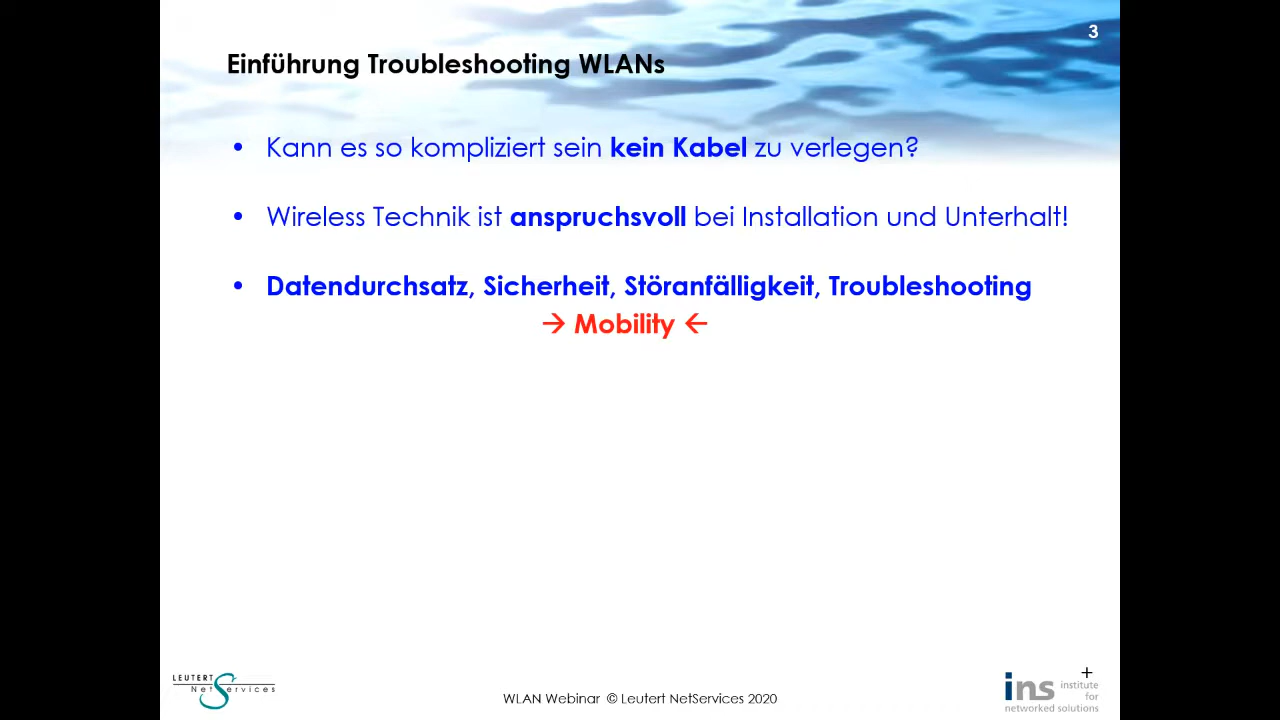 3
Einführung Troubleshooting WLANs
• Kann es so kompliziert sein kein Kabel zu verlegen?
• Wireless Technik ist anspruchsvoll bei Installation und Unterhalt!
• Datendurchsatz, Sicherheit, Störanfälligkeit, Troubleshooting
→ Mobility ←
LEUTERT
NetServices
WLAN Webinar © Leutert NetServices 2020
ins institute
for
networked solutions